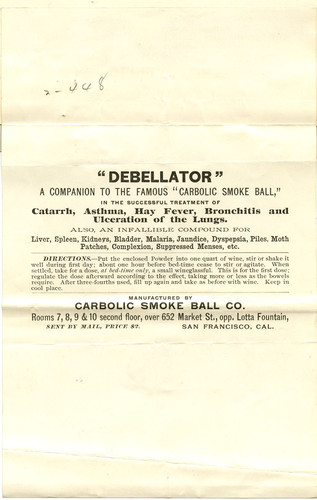 2-448
"DEBELLATOR"
A COMPANION TO THE FAMOUS "CARBOLIC SMOKE BALL,"
IN THE SUCCESSFUL TREATMENT OF
Catarrh, Asthma, Hay Fever, Bronchitis and
Ulceration of the Lungs.
ALSO, AN INFALLIBLE COMPOUND FOR
Liver, Spleen, Kidneys, Bladder, Malaria, Jaundice, Dyspepsia, Piles, Moth
Patches, Complexion, Suppressed Menses, etc.
DIRECTIONS.—Put the enclosed Powder into one quart of wine, stir or shake it
well during first day; about one hour before bed-time cease to stir or agitate. When
settled, take for a dose, at bed-time only, a small wineglassful. This is for the first dose;
regulate the dose afterward according to the effect, taking more or less as the bowels
require. After three-fourths used, fill up again and take as before with wine. Keep in
cool place.
MANUFACTURED BY
CARBOLIC SMOKE BALL CO.
Rooms 7, 8, 9 & 10 second floor, over 652 Market St., opp. Lotta Fountain,
SENT BY MAIL, PRICE $2. SAN FRANCISCO, CAL.